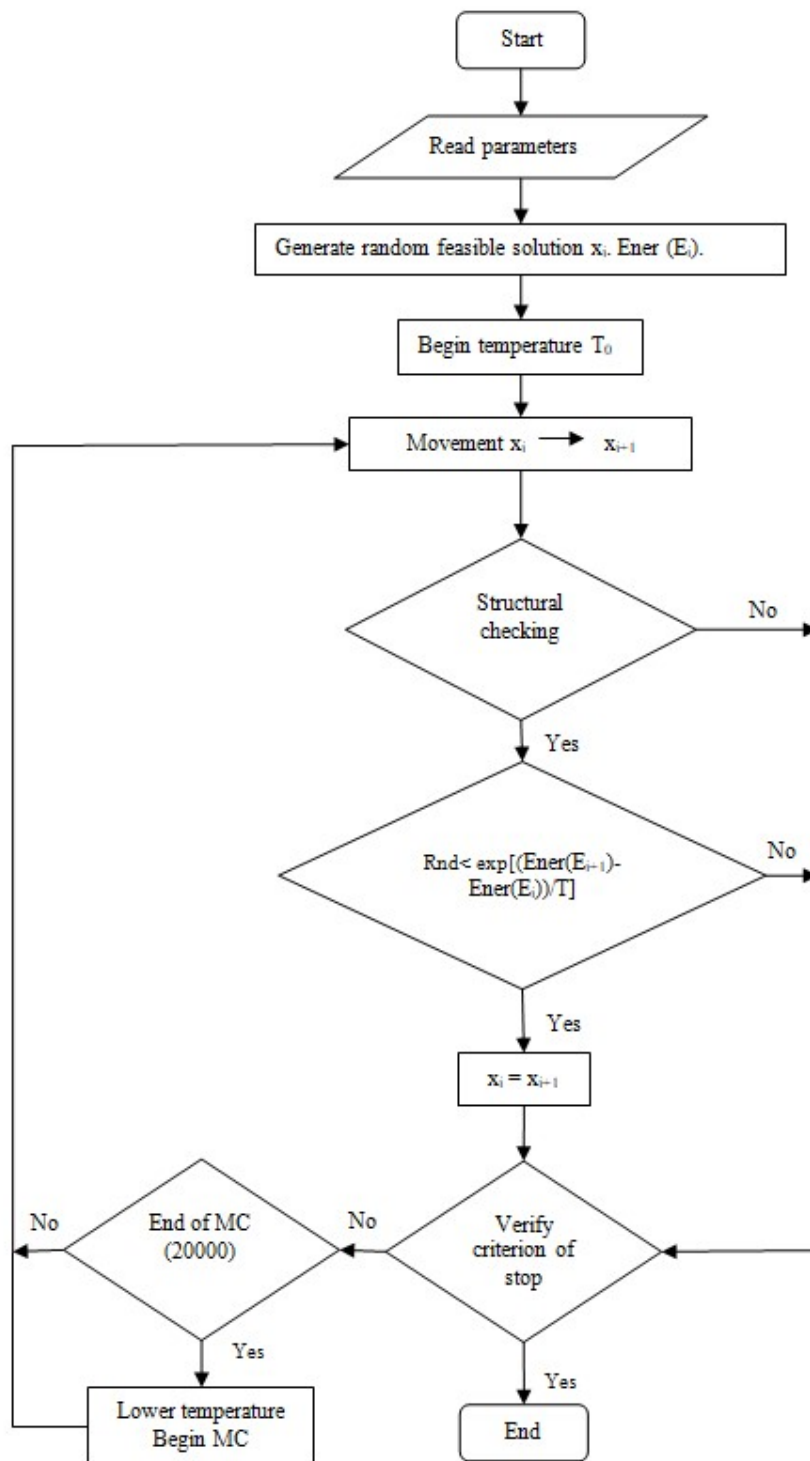 Start
Read parameters
Generate random feasible solution xᵢ. Ener (Eᵢ).
Begin temperature T₀
Movement xᵢ → xᵢ₊₁
Structural
checking
No
Yes
Rnd< exp[(Ener(Eᵢ₊₁)-
Ener(Eᵢ))/T]
No
Yes
xᵢ = xᵢ₊₁
Verify
criterion of
stop
No
End of MC
(20000)
No
Yes
Lower temperature
Begin MC
Yes
End